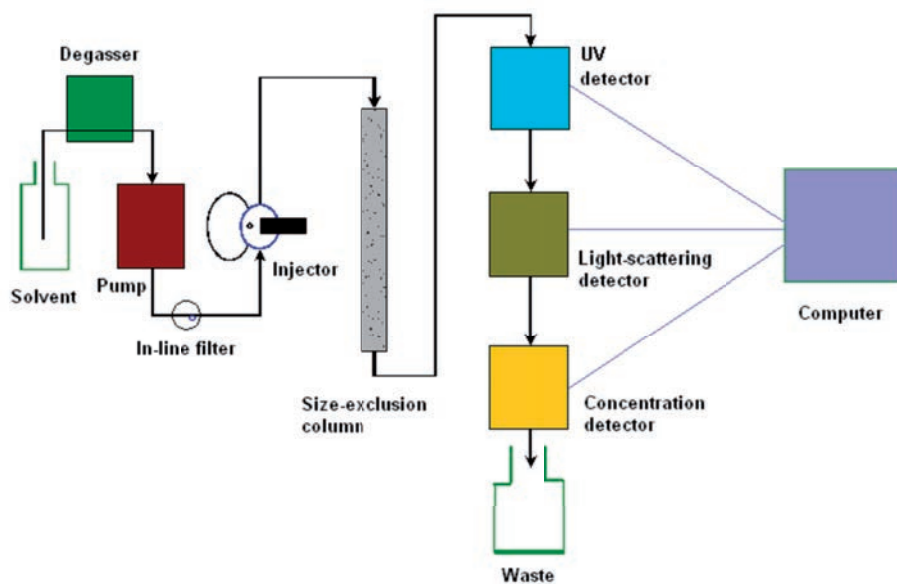 Degasser
UV
detector
Solvent
Pump
Injector
In-line filter
Size-exclusion
column
Light-scattering
detector
Computer
Concentration
detector
Waste